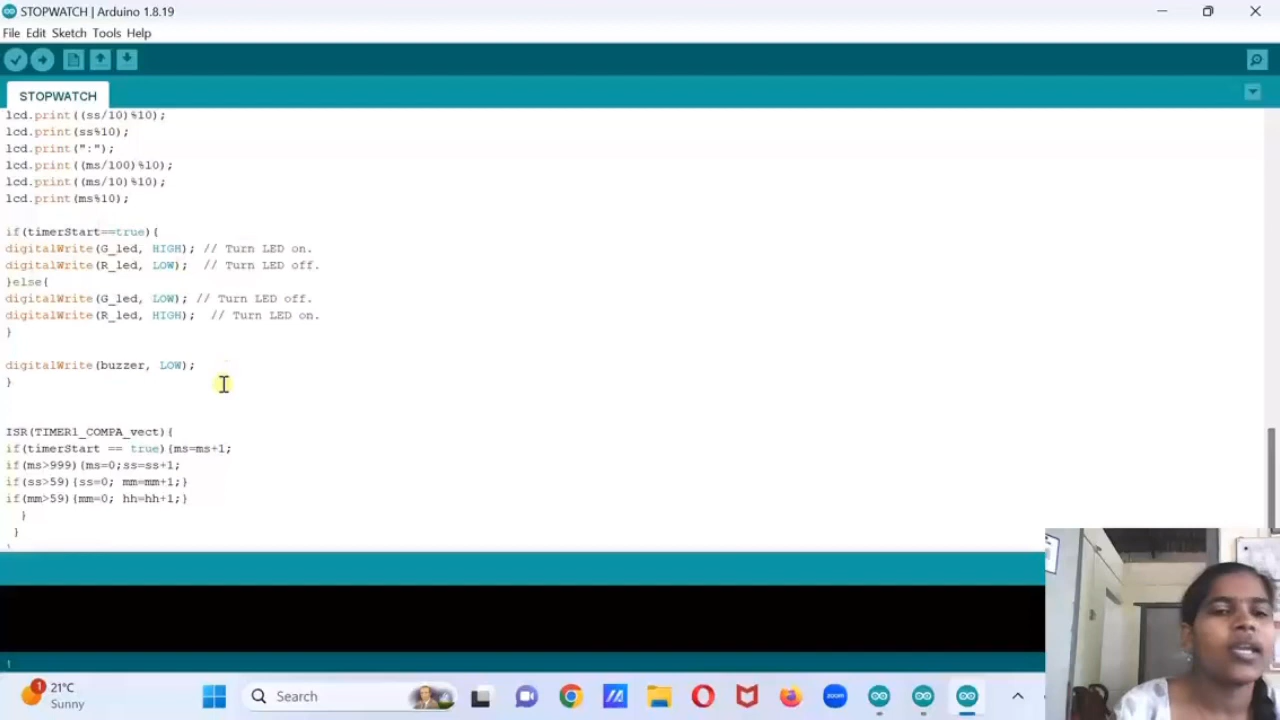 STOPWATCH | Arduino 1.8.19
File Edit Sketch Tools Help
STOPWATCH
lcd.print((ss/10)%10);
lcd.print(ss%10);
lcd.print(":");
lcd.print((ms/100)%10);
lcd.print((ms/10)%10);
lcd.print(ms%10);
if(timerStart==true){
digitalWrite(G_led, HIGH); // Turn LED on.
digitalWrite(R_led, LOW);  // Turn LED off.
}else{
digitalWrite(G_led, LOW); // Turn LED off.
digitalWrite(R_led, HIGH);  // Turn LED on.
}
digitalWrite(buzzer, LOW);
}
ISR(TIMER1_COMPA_vect){
if(timerStart == true){ms=ms+1;
if(ms>999){ms=0;ss=ss+1;
if(ss>59){ss=0; mm=mm+1;}
if(mm>59){mm=0; hh=hh+1;}
}
}
1
21°C
Sunny
Search
zoom